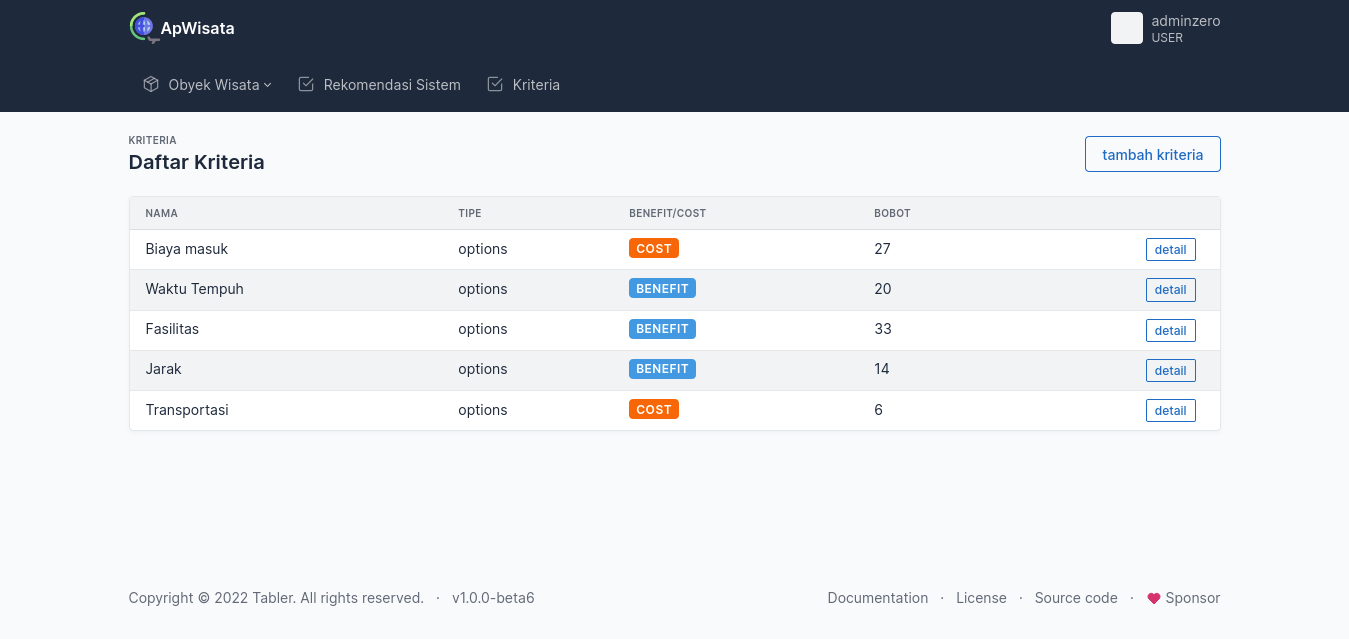 ApWisata
adminzero
USER
Obyek Wisata
Rekomendasi Sistem
Kriteria
KRITERIA
Daftar Kriteria
tambah kriteria
NAMA TIPE BENEFIT/COST BOBOT
Biaya masuk options COST 27 detail
Waktu Tempuh options BENEFIT 20 detail
Fasilitas options BENEFIT 33 detail
Jarak options BENEFIT 14 detail
Transportasi options COST 6 detail
Copyright © 2022 Tabler. All rights reserved. · v1.0.0-beta6 Documentation · License · Source code · Sponsor